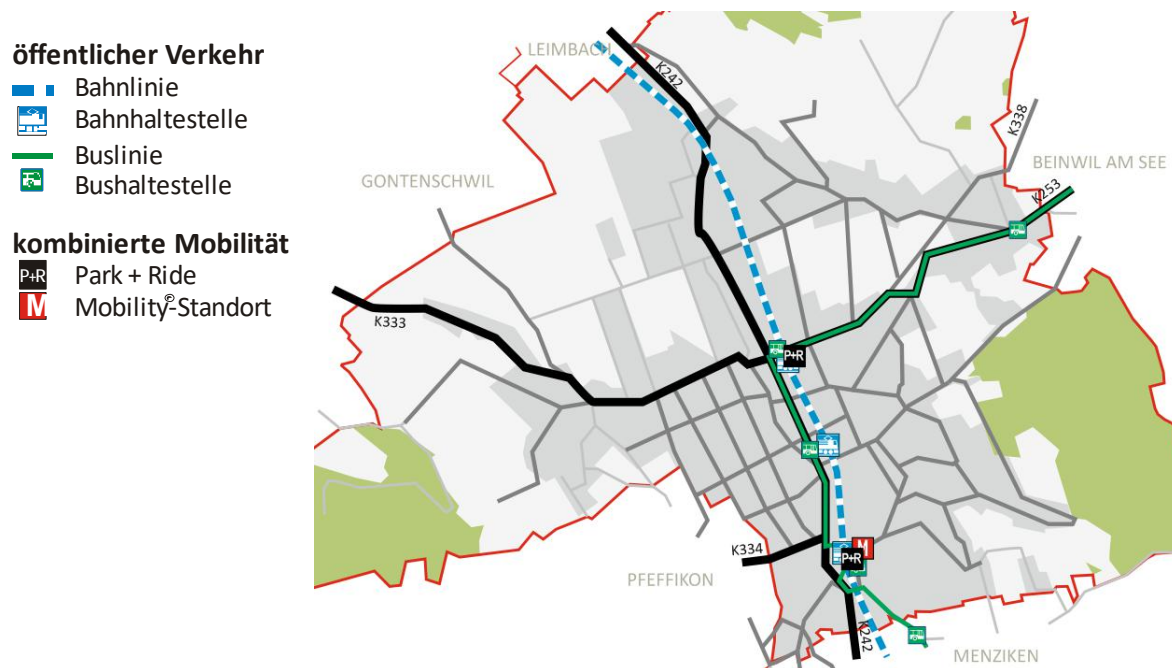 öffentlicher Verkehr
Bahnlinie
Bahnhaltestelle
Buslinie
Bushaltestelle
kombinierte Mobilität
P+R Park + Ride
M Mobility®-Standort
LEIMBACH
K242
K338
BEINWIL AM SEE
K253
GONTENSCHWIL
K333
P+R
M
K334
P+R
PFEFFIKON
K242
MENZIKEN